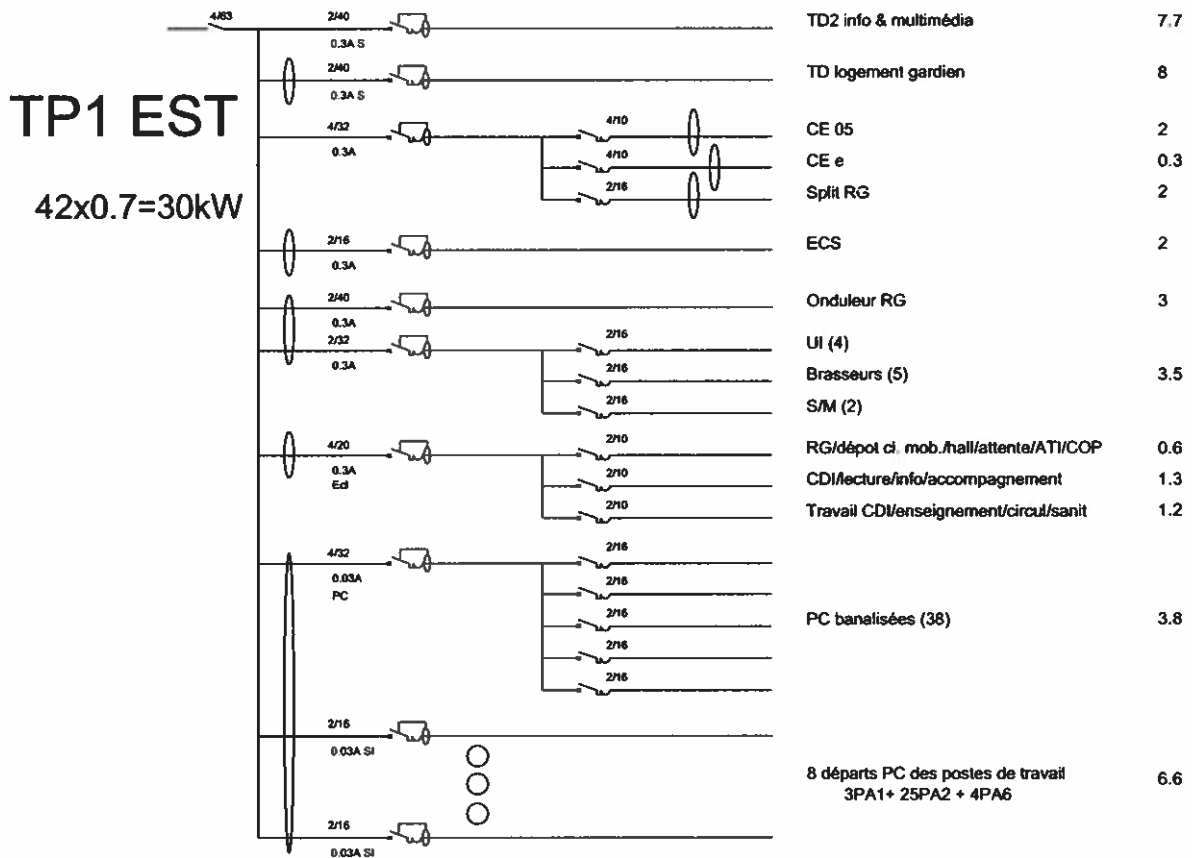 4/63 2/40 TD2 info & multimédia 7.7
0.3A S
2/40 TD logement gardien 8
0.3A S
TP1 EST
4/32 4/10 CE 05 2
0.3A
4/10 CE e 0.3
2/16 Split RG 2
42x0.7=30kW
2/16 ECS 2
0.3A
2/40 Onduleur RG 3
0.3A
2/32 2/16 UI (4)
0.3A
2/16 Brasseurs (5) 3.5
2/16 S/M (2)
4/20 2/10 RG/dépot ci. mob./hall/attente/ATI/COP 0.6
0.3A
Ecl
2/10 CDI/lecture/info/accompagnement 1.3
2/10 Travail CDI/enseignement/circul/sanit 1.2
4/32 2/16
0.03A
PC
2/16
2/16 PC banalisées (38) 3.8
2/16
2/16
2/16
0.03A SI
8 départs PC des postes de travail 6.6
3PA1+ 25PA2 + 4PA6
2/16
0.03A SI